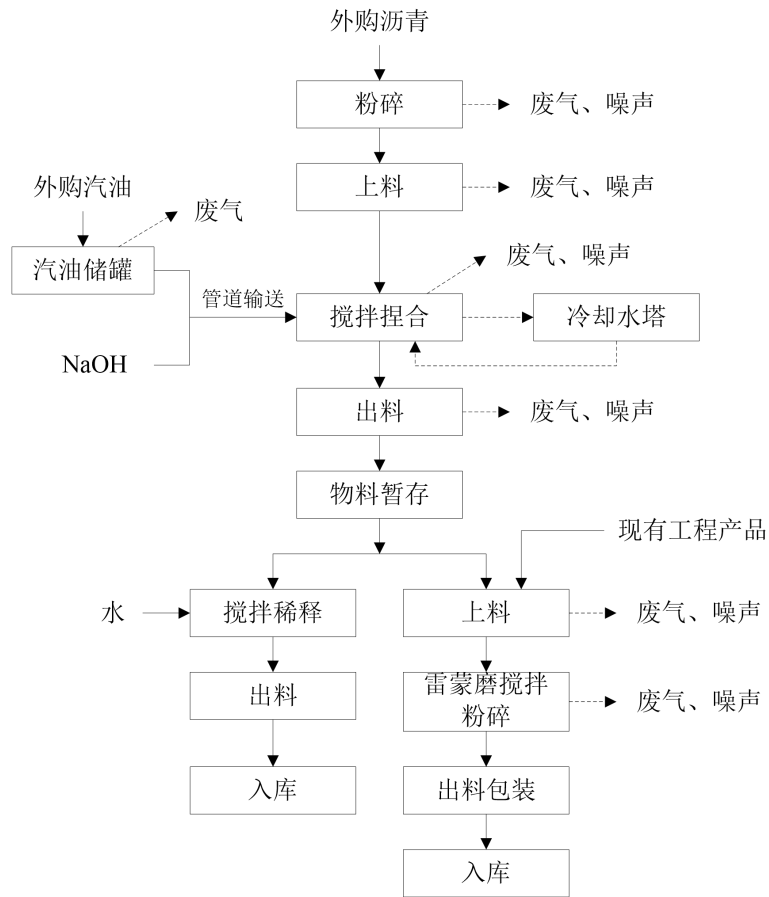 外购沥青
粉碎
废气、噪声
上料
废气、噪声
外购汽油
废气
汽油储罐
废气、噪声
管道输送
搅拌捏合
冷却水塔
NaOH
出料
废气、噪声
物料暂存
现有工程产品
水
搅拌稀释
上料
废气、噪声
出料
雷蒙磨搅拌
粉碎
废气、噪声
入库
出料包装
入库